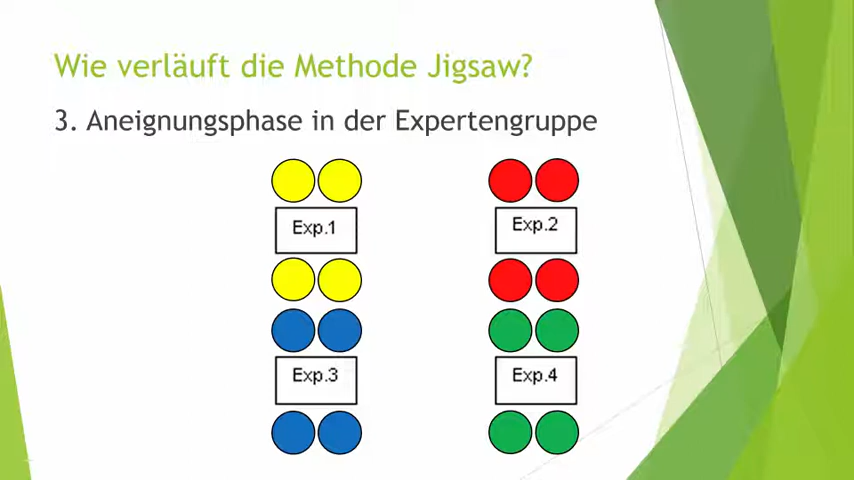 Wie verläuft die Methode Jigsaw?
3. Aneignungsphase in der Expertengruppe
Exp.1
Exp.2
Exp.3
Exp.4